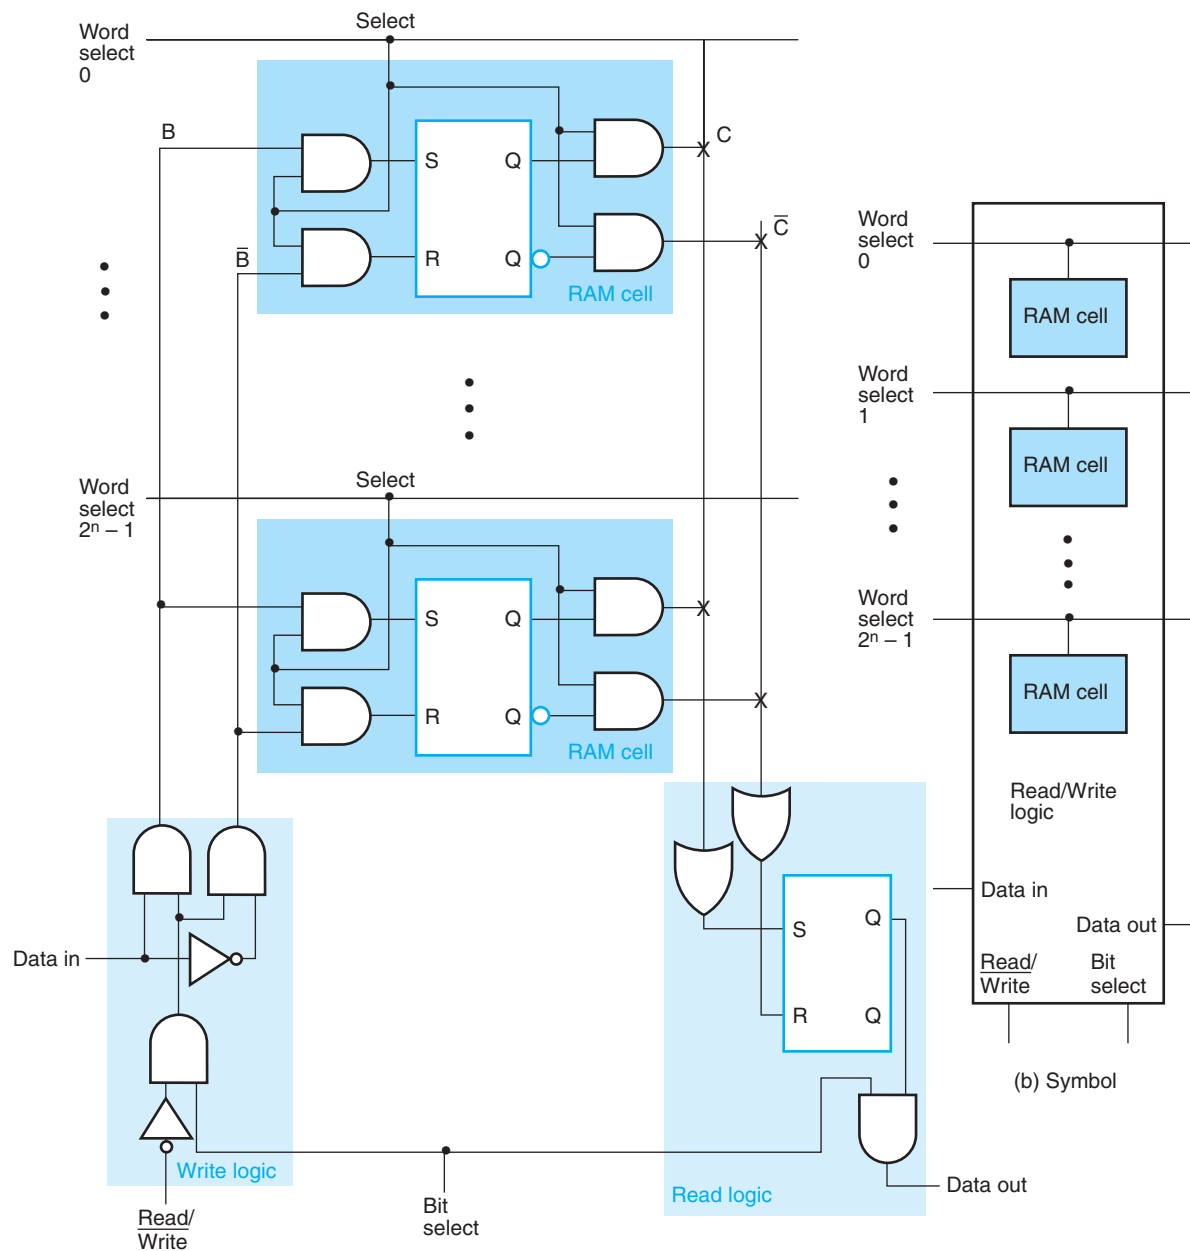 Word
select
0
Select
B
S
Q
C
B̅
R
Q
C̅
RAM cell
Word
select
2ⁿ – 1
Select
S
Q
R
Q
RAM cell
Data in
Write logic
Read/
W̅r̅i̅t̅e̅
Bit
select
S
Q
R
Q
Read logic
Data out
Word
select
0
RAM cell
Word
select
1
RAM cell
Word
select
2ⁿ – 1
RAM cell
Read/Write
logic
Data in
Data out
Read/
W̅r̅i̅t̅e̅
Bit
select
(b) Symbol